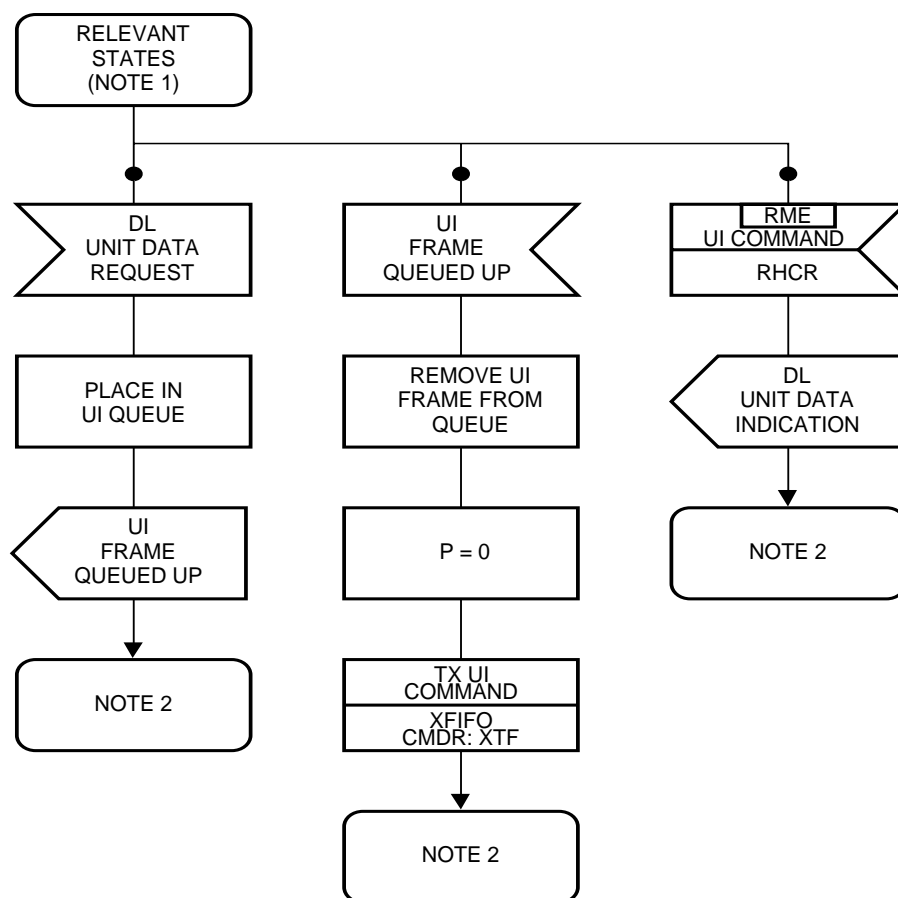 RELEVANT
STATES
(NOTE 1)
DL
UNIT DATA
REQUEST
PLACE IN
UI QUEUE
UI
FRAME
QUEUED UP
NOTE 2
UI
FRAME
QUEUED UP
REMOVE UI
FRAME FROM
QUEUE
P = 0
TX UI
COMMAND
XFIFO
CMDR: XTF
NOTE 2
RME
UI COMMAND
RHCR
DL
UNIT DATA
INDICATION
NOTE 2